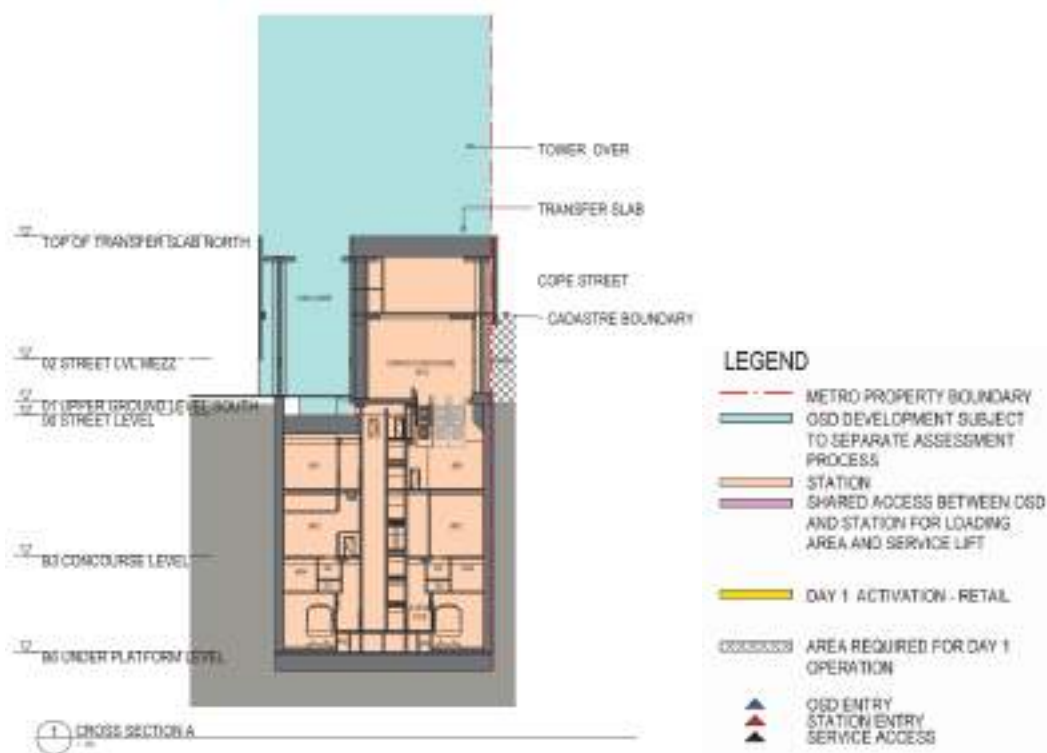 TOWER OVER
TRANSFER SLAB
TOP OF TRANSFER SLAB NORTH
COPE STREET
CADASTRE BOUNDARY
02 STREET LVL MEZZ
01 UPPER GROUND LEVEL SOUTH
00 STREET LEVEL
B3 CONCOURSE LEVEL
B5 UNDER PLATFORM LEVEL
1 CROSS SECTION A
LEGEND
METRO PROPERTY BOUNDARY
OSD DEVELOPMENT SUBJECT
TO SEPARATE ASSESSMENT
PROCESS
STATION
SHARED ACCESS BETWEEN OSD
AND STATION FOR LOADING
AREA AND SERVICE LIFT
DAY 1 ACTIVATION - RETAIL
AREA REQUIRED FOR DAY 1
OPERATION
OSD ENTRY
STATION ENTRY
SERVICE ACCESS